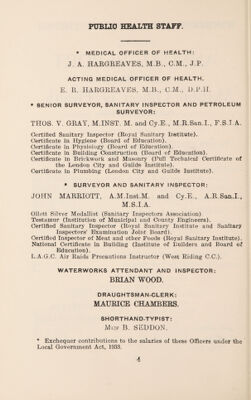 PUBLIC HEALTH STAFF.
* MEDICAL OFFICER OF HEALTH:
J. A. HARGREAVES, M.B., C.M., J.P.
ACTING MEDICAL OFFICER OF HEALTH.
E. R. HARGREAVES, M.B., C.M., D.P.H.
* SENIOR SURVEYOR, SANITARY INSPECTOR AND PETROLEUM
SURVEYOR:
THOS. V. GRAY, M.INST. M. and Cy.E., M.R.San.I., F.S.I.A.
Certified Sanitary Inspector (Royal Sanitary Institute).
Certificate in Hygiene (Board of Education).
Certificate in Physiology (Board of Education).
Certificate in Building Construction (Board of Education).
Certificate in Brickwork and Masonry (Full Technical Certificate of
the London City and Guilds Institute).
Certificate in Plumbing (London City and Guilds Institute).
* SURVEYOR AND SANITARY INSPECTOR:
JOHN MARRIOTT, A.M.Inst.M. and Cy.E., A.R.San.I.,
M.S.I.A.
Ollett Silver Medallist (Sanitary Inspectors Association)
Testamur (Institution of Municipal and County Engineers).
Certified Sanitary Inspector (Royal Sanitary Institute and Sanitary
Inspectors' Examination Joint Board).
Certified Inspector of Meat and other Foods (Royal Sanitary Institute).
National Certificate in Building (Institute of Builders and Board of
Education).
L.A.G.C. Air Raids Precautions Instructor (West Riding C.C.).
WATERWORKS ATTENDANT AND INSPECTOR:
BRIAN WOOD.
DRAUGHTSMAN-CLERK:
MAURICE CHAMBERS.
SHORTHAND-TYPIST:
B. SEDDON.
* Exchequer contributions to the salaries of these Officers under the
Local Government Act, 1933.
4